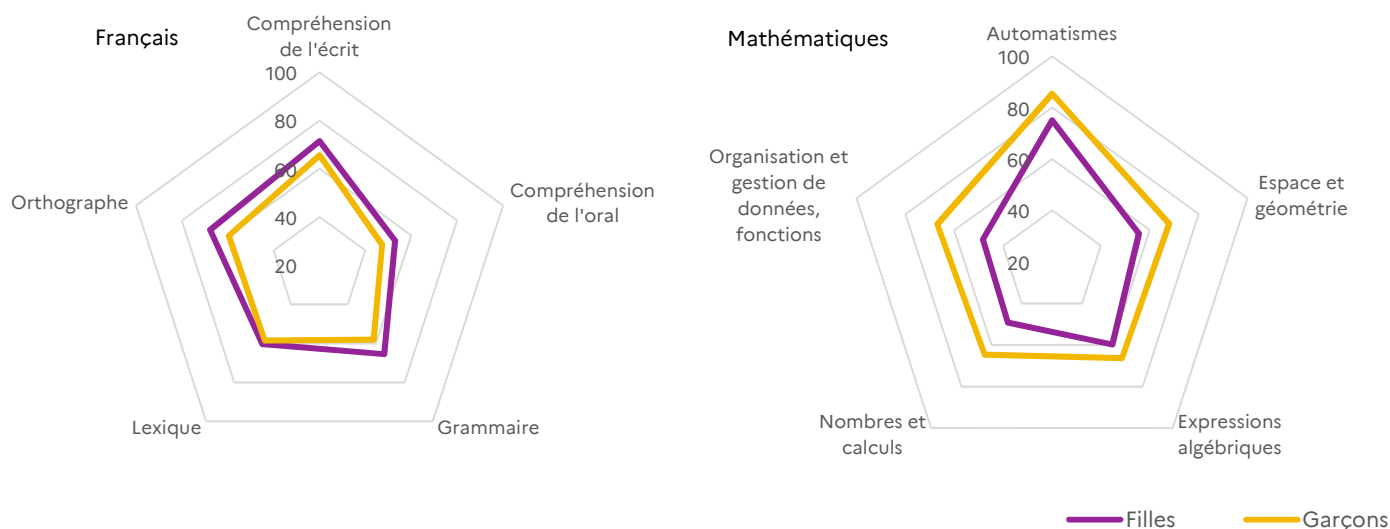 Français
Compréhension
de l'écrit
100
80
60
40
20
Compréhension
de l'oral
Grammaire
Lexique
Orthographe
Mathématiques
Automatismes
100
80
60
40
20
Espace et
géométrie
Expressions
algébriques
Nombres et
calculs
Organisation et
gestion de
données,
fonctions
Filles
Garçons